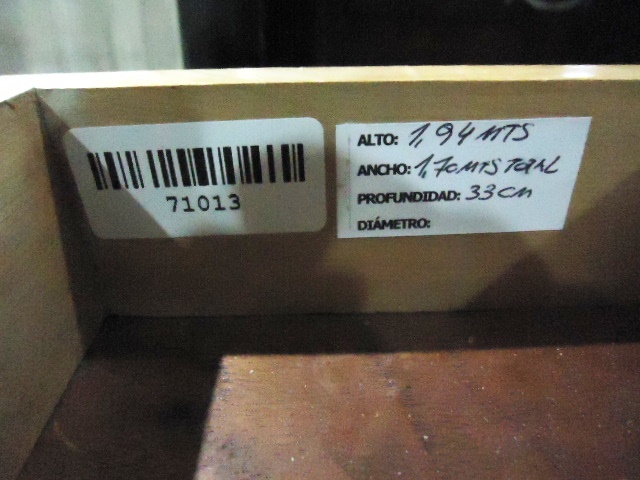 71013
ALTO: 1,94 MTS
ANCHO: 1,70 MTS TOTAL
PROFUNDIDAD: 33 CM
DIÁMETRO: